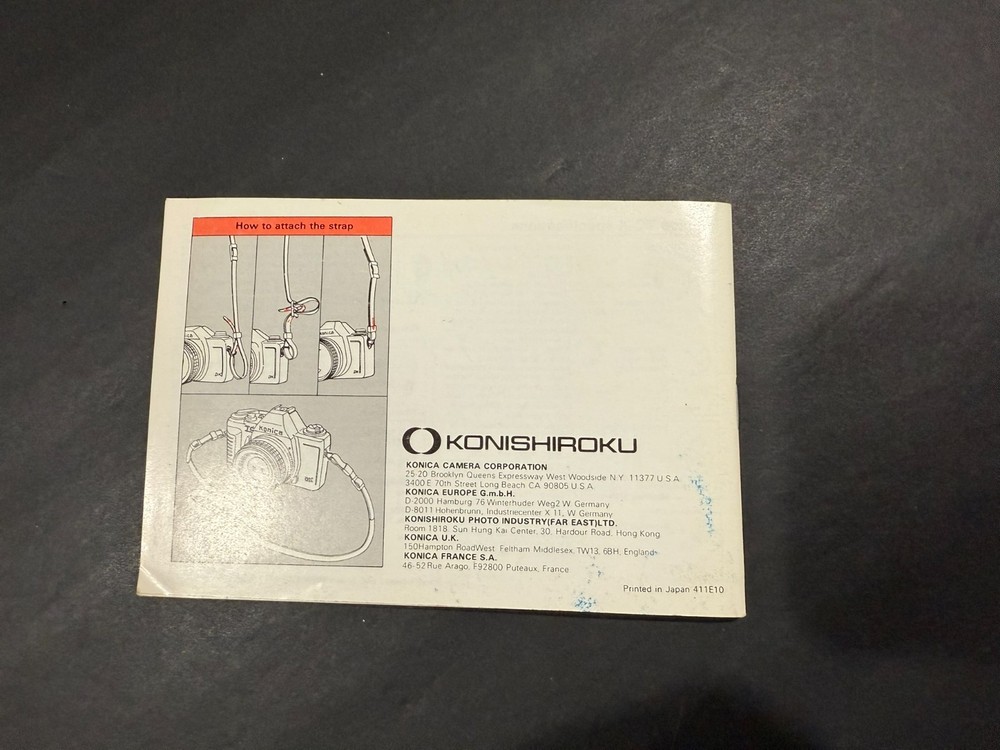 How to attach the strap
Konica
KONISHIROKU
KONICA CAMERA CORPORATION
25-20 Brooklyn Queens Expressway West Woodside N.Y. 11377 U.S.A.
3400 E 70th Street Long Beach CA 90805 U.S.A.
KONICA EUROPE G.m.b.H.
D-2000 Hamburg 76 Winterhuder Weg2 W. Germany
D-8011 Hohenbrunn, Industriecenter X 11, W Germany
KONISHIROKU PHOTO INDUSTRY(FAR EAST)LTD.
Room 1818, Sun Hung Kai Center, 30, Hardour Road, Hong Kong
KONICA U.K.
150Hampton RoadWest. Feltham Middlesex. TW13. 6BH, England
KONICA FRANCE S.A.
46-52 Rue Arago, F92800 Puteaux, France
Printed in Japan 411E10